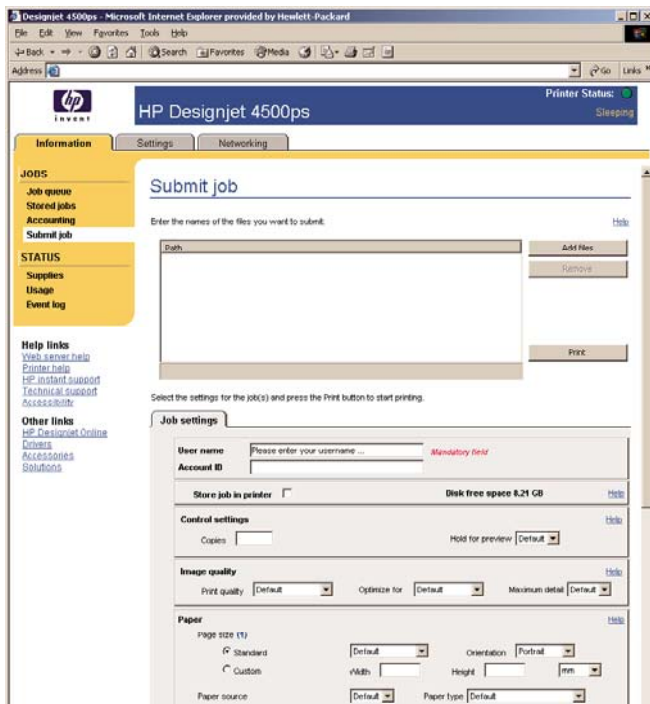 Designjet 4500ps - Microsoft Internet Explorer provided by Hewlett-Packard
File Edit View Favorites Tools Help
Back Search Favorites Media
Address Go Links
hp
invent
HP Designjet 4500ps
Printer Status:
Sleeping
Information Settings Networking
JOBS
Job queue
Stored jobs
Accounting
Submit job
STATUS
Supplies
Usage
Event log
Help links
Web server help
Printer help
HP instant support
Technical support
Accessibility
Other links
HP Designjet Online
Drivers
Accessories
Solutions
Submit job
Enter the names of the files you want to submit: Help
Path
Add files
Remove
Print
Select the settings for the job(s) and press the Print button to start printing.
Job settings
User name Please enter your username ... Mandatory field
Account ID
Store job in printer Disk free space 8.21 GB Help
Control settings Help
Copies Hold for preview Default
Image quality Help
Print quality Default Optimize for Default Maximum detail Default
Paper Help
Page size (1)
Standard Default Orientation Portrait
Custom Width Height mm
Paper source Default Paper type Default